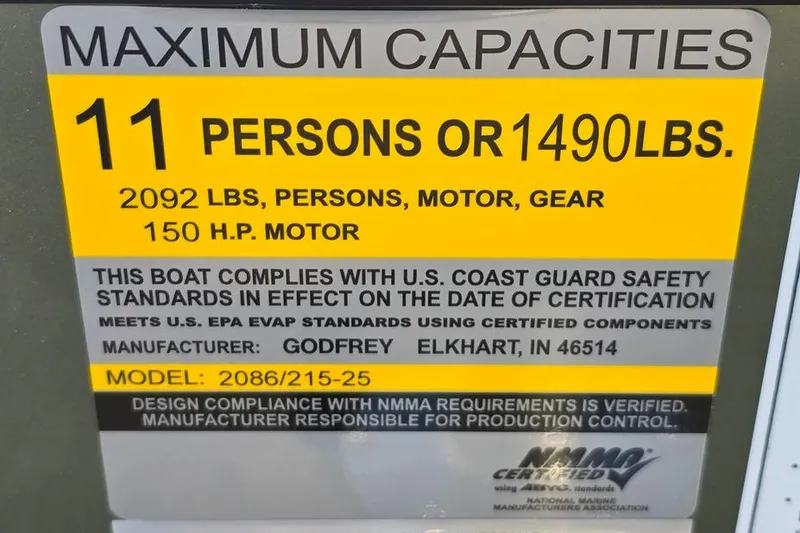 MAXIMUM CAPACITIES
11 PERSONS OR 1490 LBS.
2092 LBS, PERSONS, MOTOR, GEAR
150 H.P. MOTOR
THIS BOAT COMPLIES WITH U.S. COAST GUARD SAFETY
STANDARDS IN EFFECT ON THE DATE OF CERTIFICATION
MEETS U.S. EPA EVAP STANDARDS USING CERTIFIED COMPONENTS
MANUFACTURER: GODFREY ELKHART, IN 46514
MODEL: 2086/215-25
DESIGN COMPLIANCE WITH NMMA REQUIREMENTS IS VERIFIED.
MANUFACTURER RESPONSIBLE FOR PRODUCTION CONTROL.
NMMA
CERTIFIED
using ABYC standards
NATIONAL MARINE
MANUFACTURERS ASSOCIATION